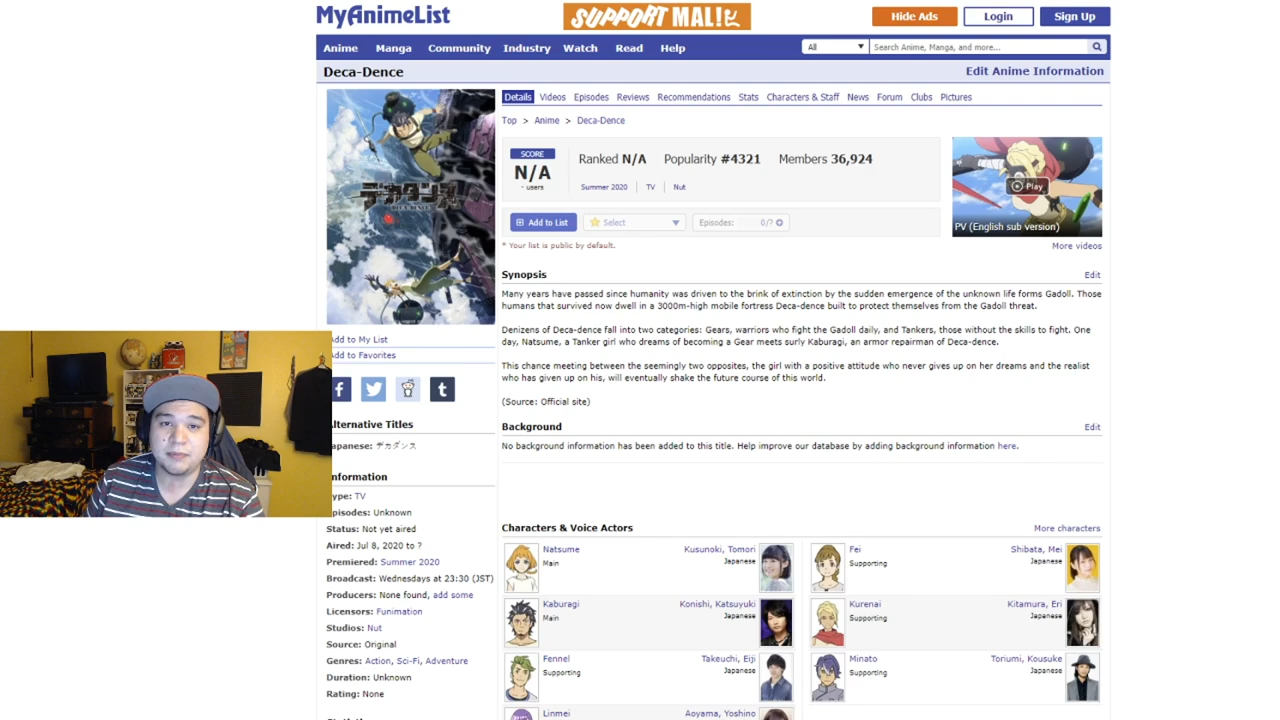 MyAnimeList
SUPPORT MAL!
Hide Ads
Login
Sign Up
Anime Manga Community Industry Watch Read Help
All
Search Anime, Manga, and more...
Deca-Dence
Edit Anime Information
Details Videos Episodes Reviews Recommendations Stats Characters & Staff News Forum Clubs Pictures
Top > Anime > Deca-Dence
デカダンス
SCORE
N/A
- users
Ranked N/A Popularity #4321 Members 36,924
Summer 2020 | TV | Nut
Add to List
Select
Episodes: 0/?
* Your list is public by default.
Play
PV (English sub version)
More videos
Synopsis
Edit
Many years have passed since humanity was driven to the brink of extinction by the sudden emergence of the unknown life forms Gadoll. Those
humans that survived now dwell in a 3000m-high mobile fortress Deca-dence built to protect themselves from the Gadoll threat.
Denizens of Deca-dence fall into two categories: Gears, warriors who fight the Gadoll daily, and Tankers, those without the skills to fight. One
day, Natsume, a Tanker girl who dreams of becoming a Gear meets surly Kaburagi, an armor repairman of Deca-dence.
This chance meeting between the seemingly two opposites, the girl with a positive attitude who never gives up on her dreams and the realist
who has given up on his, will eventually shake the future course of this world.
(Source: Official site)
Background
Edit
No background information has been added to this title. Help improve our database by adding background information here.
dd to My List
dd to Favorites
lternative Titles
apanese: デカダンス
nformation
ype: TV
pisodes: Unknown
Status: Not yet aired
Aired: Jul 8, 2020 to ?
Premiered: Summer 2020
Broadcast: Wednesdays at 23:30 (JST)
Producers: None found, add some
Licensors: Funimation
Studios: Nut
Source: Original
Genres: Action, Sci-Fi, Adventure
Duration: Unknown
Rating: None
Characters & Voice Actors
More characters
Natsume
Main
Kusunoki, Tomori
Japanese
Fei
Supporting
Shibata, Mei
Japanese
Kaburagi
Main
Konishi, Katsuyuki
Japanese
Kurenai
Supporting
Kitamura, Eri
Japanese
Fennel
Supporting
Takeuchi, Eiji
Japanese
Minato
Supporting
Toriumi, Kousuke
Japanese
Linmei
Aoyama, Yoshino